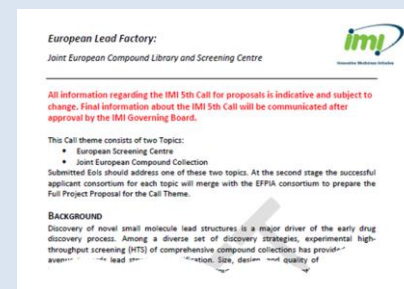 European Lead Factory:
Joint European Compound Library and Screening Centre
imi
Innovative Medicines Initiative
All information regarding the IMI 5th Call for proposals is indicative and subject to
change. Final information about the IMI 5th Call will be communicated after
approval by the IMI Governing Board.
This Call theme consists of two Topics:
• European Screening Centre
• Joint European Compound Collection
Submitted EoIs should address one of these two topics. At the second stage the successful
applicant consortium for each topic will merge with the EFPIA consortium to prepare the
Full Project Proposal for the Call Theme.
BACKGROUND
Discovery of novel small molecule lead structures is a major driver of the early drug
discovery process. Among a diverse set of discovery strategies, experimental high-
throughput screening (HTS) of comprehensive compound collections has provided
lead Size, design and quality of